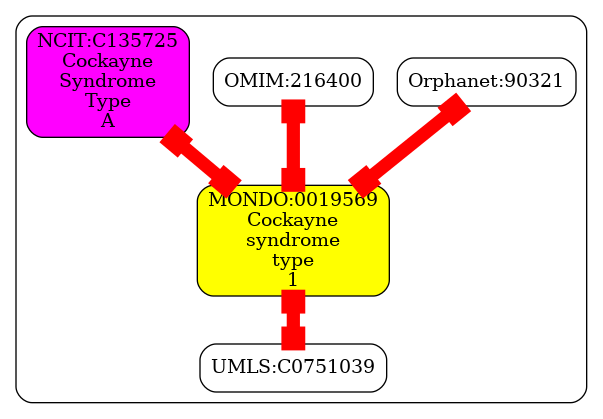 NCIT:C135725
Cockayne
Syndrome
Type
A
OMIM:216400
Orphanet:90321
MONDO:0019569
Cockayne
syndrome
type
1
UMLS:C0751039